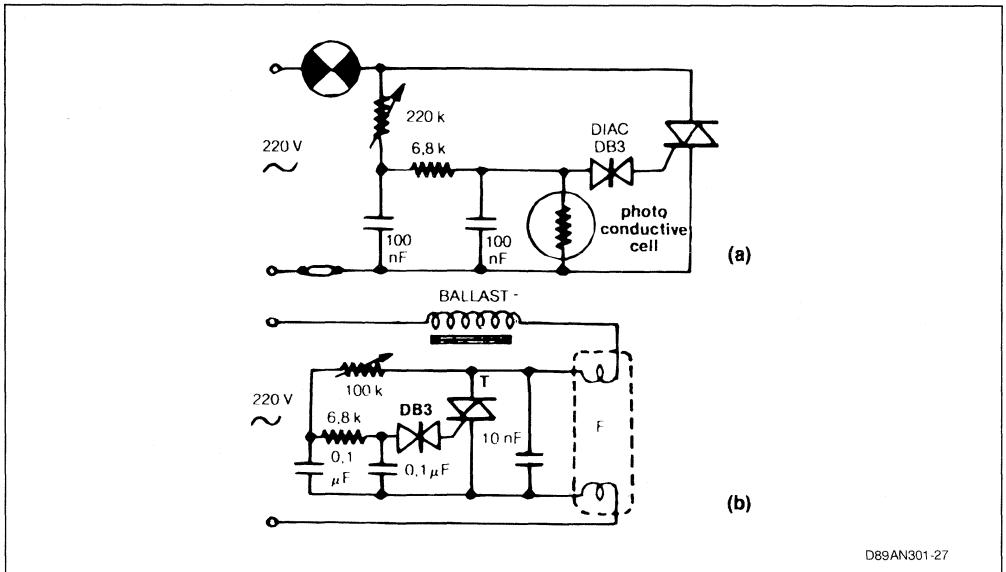 220 k
DIAC
DB3
220 V
6,8 k
photo
conductive
cell
100
nF
100
nF
(a)
BALLAST -
100 k
T
220 V
6,8 k
DB3
F
10 nF
0,1
µF
0,1 µF
(b)
D89AN301-27